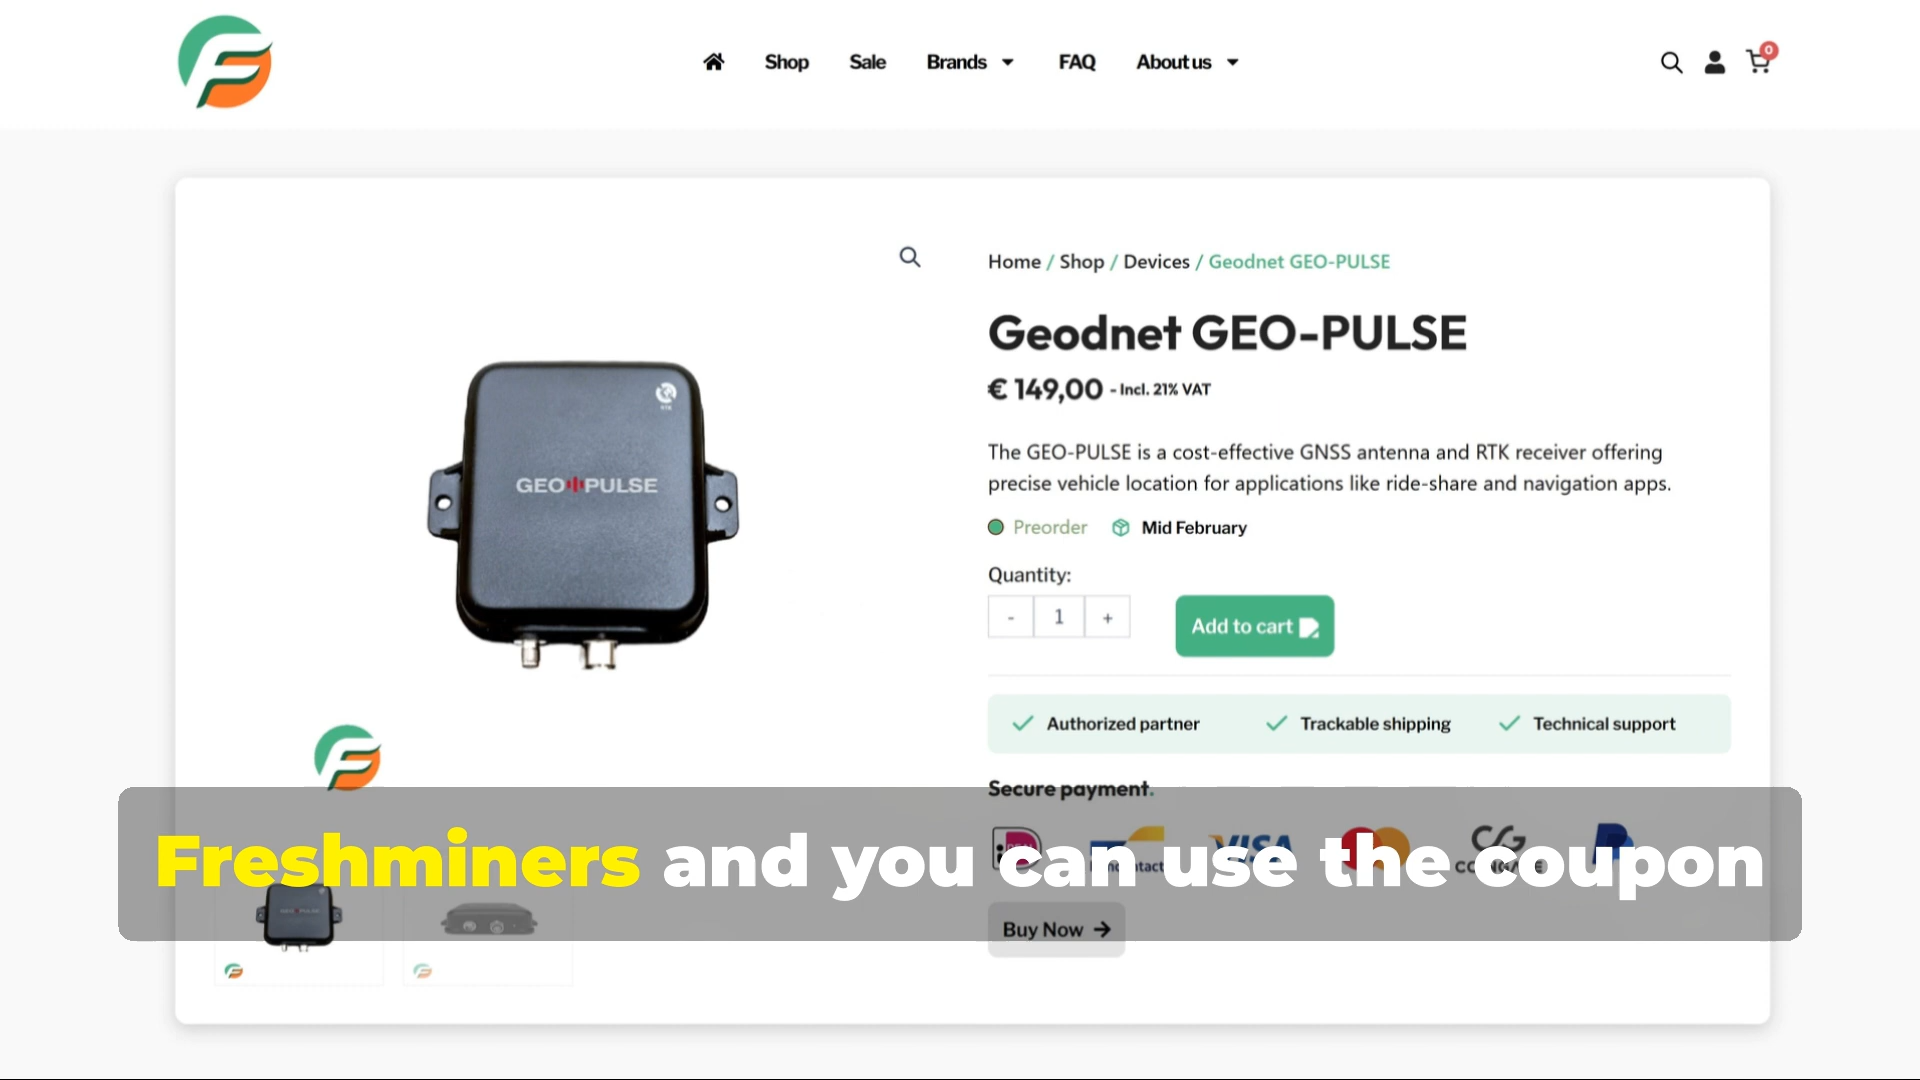 Shop
Sale
Brands
FAQ
About us
0
Home / Shop / Devices / Geodnet GEO-PULSE
Geodnet GEO-PULSE
€ 149,00 - Incl. 21% VAT
The GEO-PULSE is a cost-effective GNSS antenna and RTK receiver offering
precise vehicle location for applications like ride-share and navigation apps.
Preorder
Mid February
Quantity:
- 1 +
Add to cart
Authorized partner
Trackable shipping
Technical support
Secure payment.
VISA
Buy Now
GEO PULSE
RTK
Freshminers and you can use the coupon